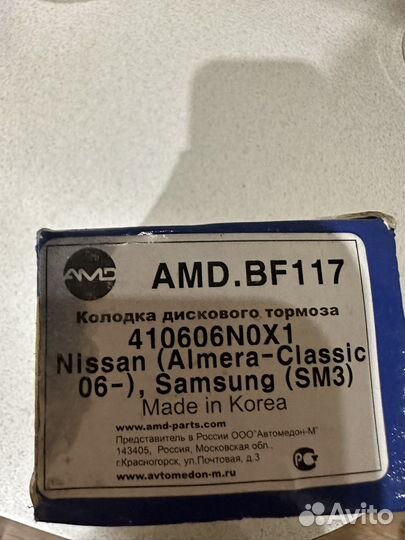 AMD
AMD.BF117
Колодка дискового тормоза
410606N0X1
Nissan (Almera-Classic
06-), Samsung (SM3)
Made in Korea
www.amd-parts.com
Представитель в России ООО"Автомедон-М"
143405, Россия, Московская обл.,
г.Красногорск, ул.Почтовая, д.3
www.avtomedon-m.ru
Avito